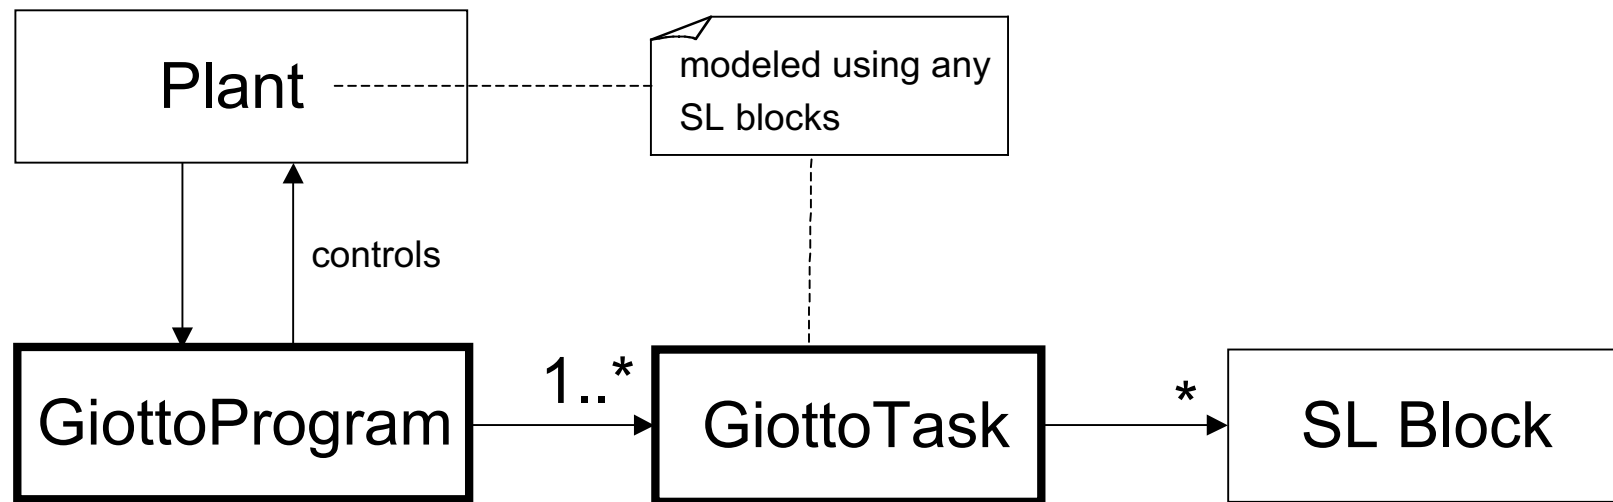 Plant
modeled using any
SL blocks
controls
GiottoProgram
1..*
GiottoTask
*
SL Block